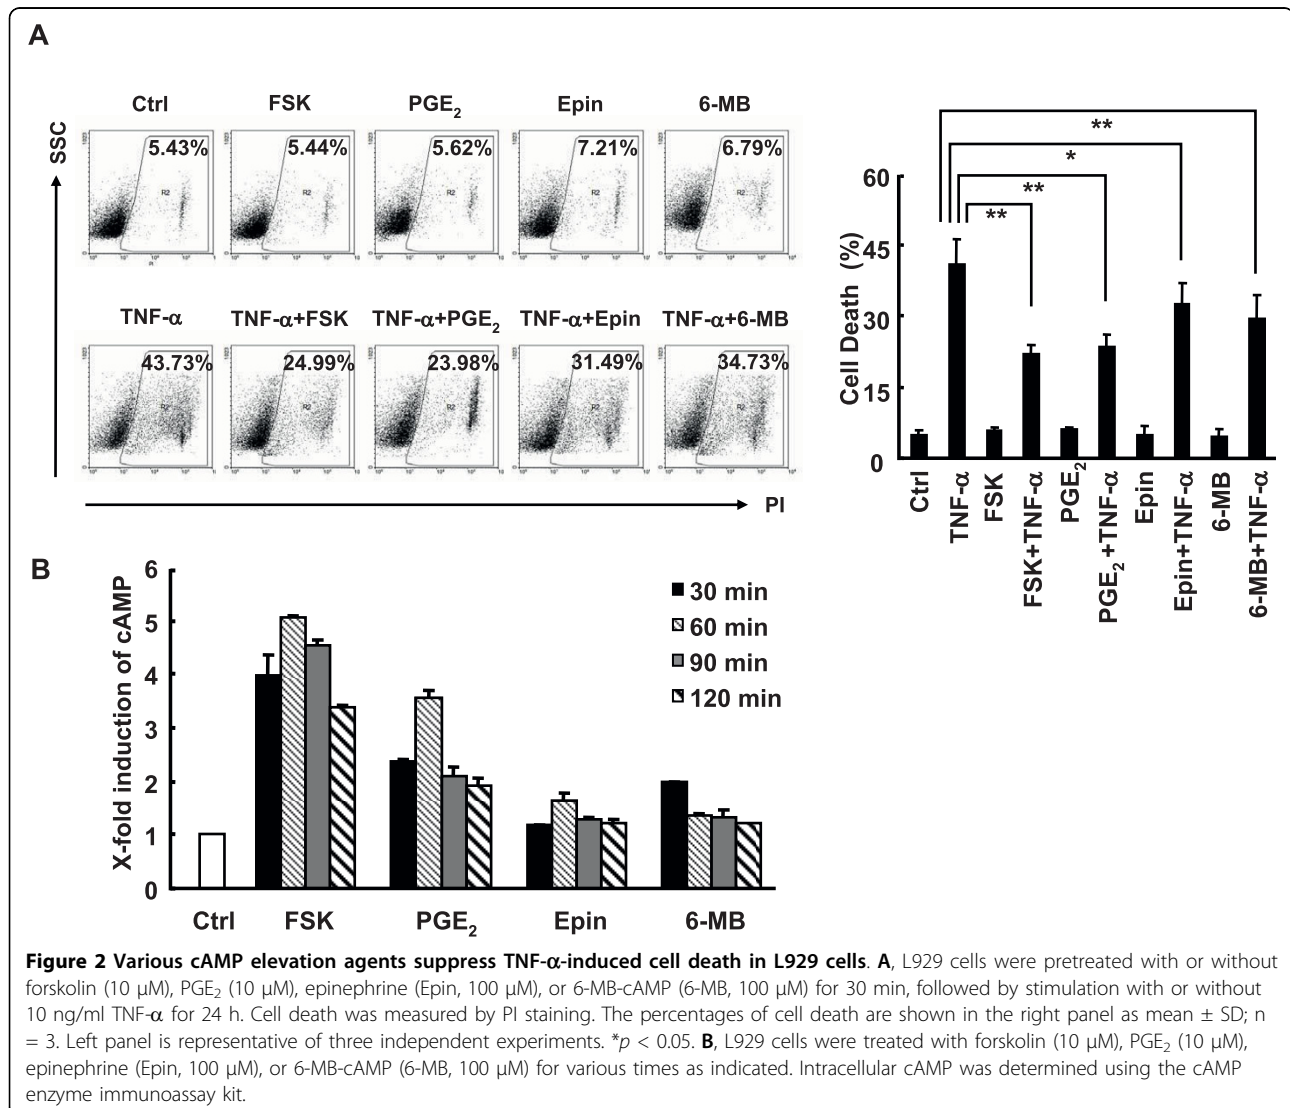 A
Ctrl FSK PGE₂ Epin 6-MB
SSC
5.43% 5.44% 5.62% 7.21% 6.79%
R2 R2 R2 R2
PI
TNF-α TNF-α+FSK TNF-α+PGE₂ TNF-α+Epin TNF-α+6-MB
43.73% 24.99% 23.98% 31.49% 34.73%
R2 R2 R2 R2 R2
PI
**
*
**
**
Cell Death (%)
60
45
30
15
0
Ctrl
TNF-α
FSK
FSK+TNF-α
PGE₂
PGE₂+TNF-α
Epin
Epin+TNF-α
6-MB
6-MB+TNF-α
B
X-fold induction of cAMP
6
5
4
3
2
1
0
30 min
60 min
90 min
120 min
Ctrl FSK PGE₂ Epin 6-MB
Figure 2 Various cAMP elevation agents suppress TNF-α-induced cell death in L929 cells. A, L929 cells were pretreated with or without
forskolin (10 μM), PGE₂ (10 μM), epinephrine (Epin, 100 μM), or 6-MB-cAMP (6-MB, 100 μM) for 30 min, followed by stimulation with or without
10 ng/ml TNF-α for 24 h. Cell death was measured by PI staining. The percentages of cell death are shown in the right panel as mean ± SD; n
= 3. Left panel is representative of three independent experiments. *p < 0.05. B, L929 cells were treated with forskolin (10 μM), PGE₂ (10 μM),
epinephrine (Epin, 100 μM), or 6-MB-cAMP (6-MB, 100 μM) for various times as indicated. Intracellular cAMP was determined using the cAMP
enzyme immunoassay kit.